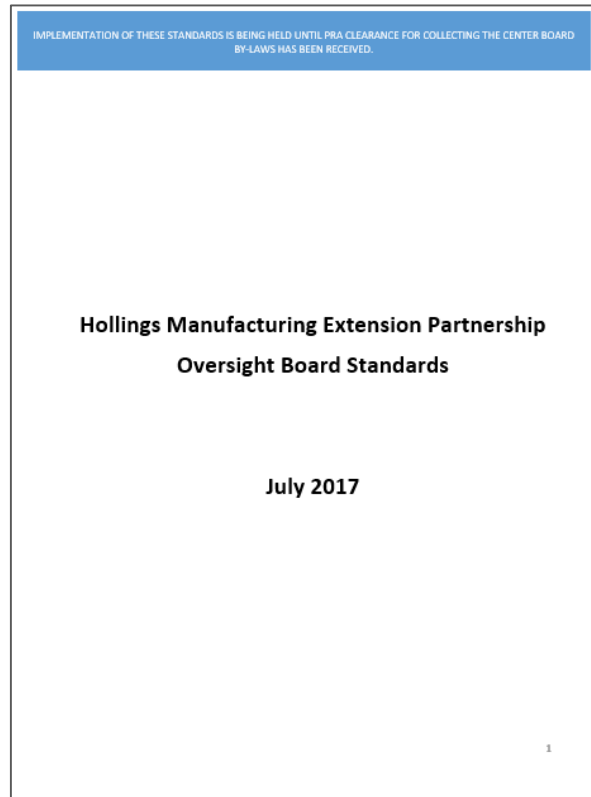 IMPLEMENTATION OF THESE STANDARDS IS BEING HELD UNTIL PRA CLEARANCE FOR COLLECTING THE CENTER BOARD
BY-LAWS HAS BEEN RECEIVED.
Hollings Manufacturing Extension Partnership
Oversight Board Standards
July 2017
1